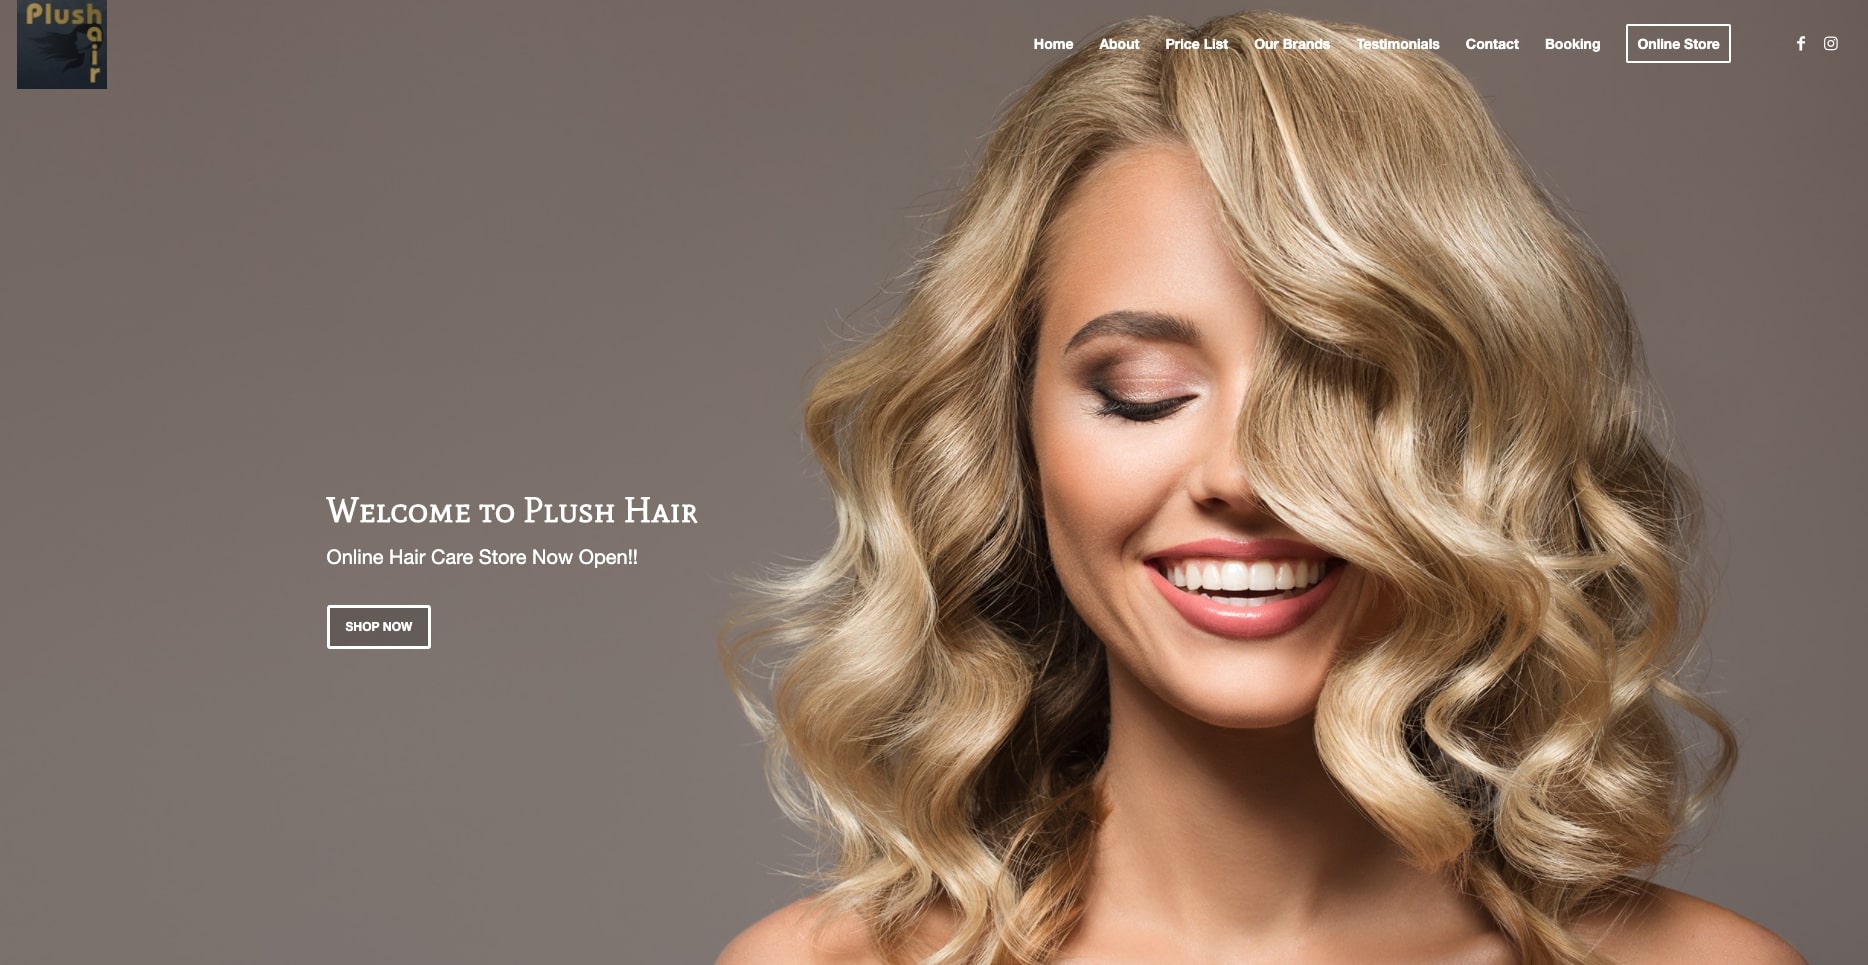 Plush
air
Home About Price List Our Brands Testimonials Contact Booking Online Store
Welcome to Plush Hair
Online Hair Care Store Now Open!!
SHOP NOW